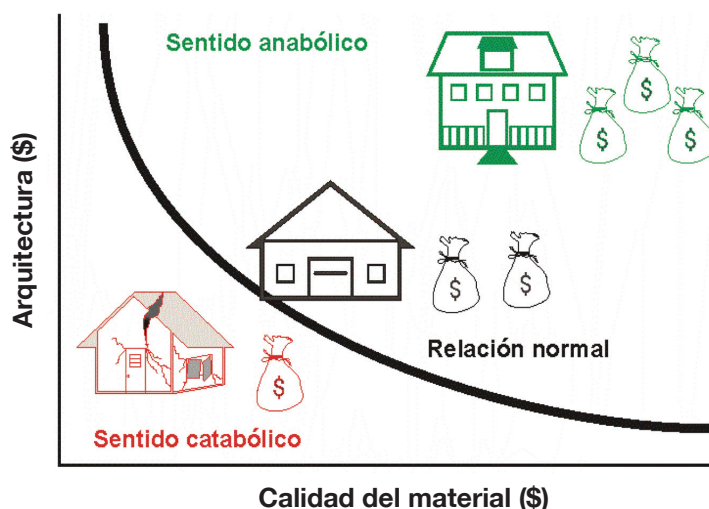 Sentido anabólico
$
$ $
Arquitectura ($)
$ $
Relación normal
$
Sentido catabólico
Calidad del material ($)